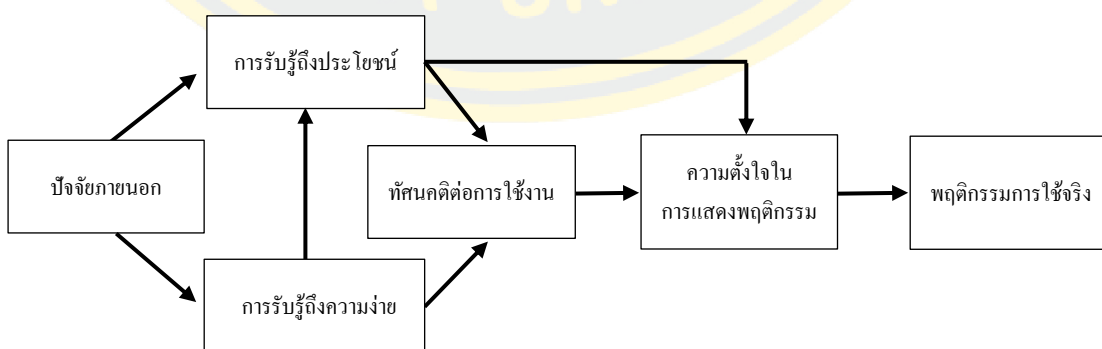 การรับรู้ถึงประโยชน์
ปัจจัยภายนอก
ทัศนคติต่อการใช้งาน
ความตั้งใจใน
การแสดงพฤติกรรม
พฤติกรรมการใช้จริง
การรับรู้ถึงความง่าย